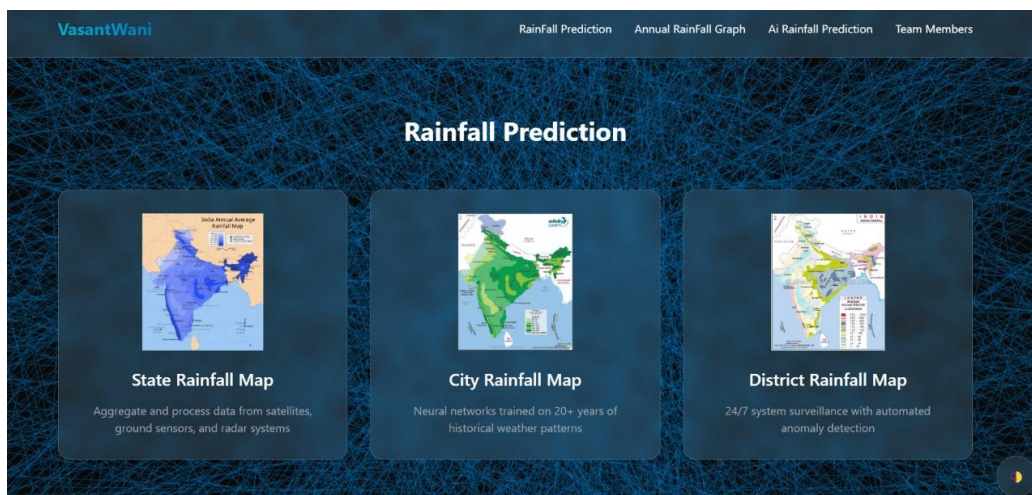 VasantWani
RainFall Prediction
Annual RainFall Graph
Ai Rainfall Prediction
Team Members
Rainfall Prediction
India Annual Average
Rainfall Map
State Rainfall Map
Aggregate and process data from satellites,
ground sensors, and radar systems
City Rainfall Map
Neural networks trained on 20+ years of
historical weather patterns
INDIA
District Rainfall Map
24/7 system surveillance with automated
anomaly detection